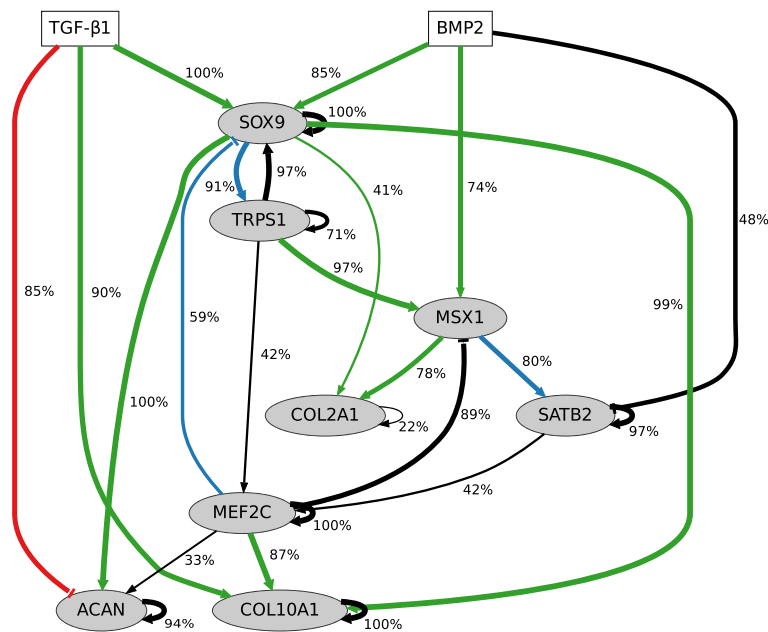 TGF-β1
BMP2
100%
85%
SOX9
100%
91%
97%
41%
74%
TRPS1
71%
48%
97%
85%
90%
99%
59%
MSX1
42%
80%
78%
100%
COL2A1
22%
89%
SATB2
97%
42%
MEF2C
100%
33%
87%
ACAN
94%
COL10A1
100%